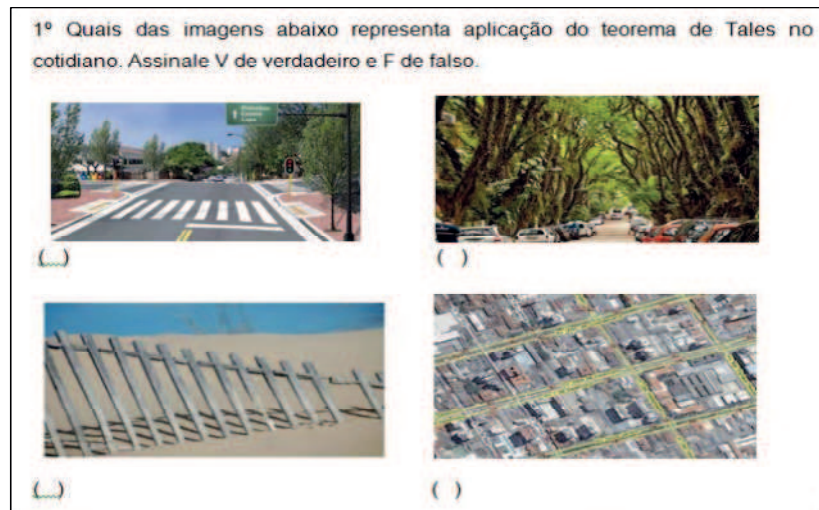 1º Quais das imagens abaixo representa aplicação do teorema de Tales no
cotidiano. Assinale V de verdadeiro e F de falso.
(  )
(  )
(  )
(  )